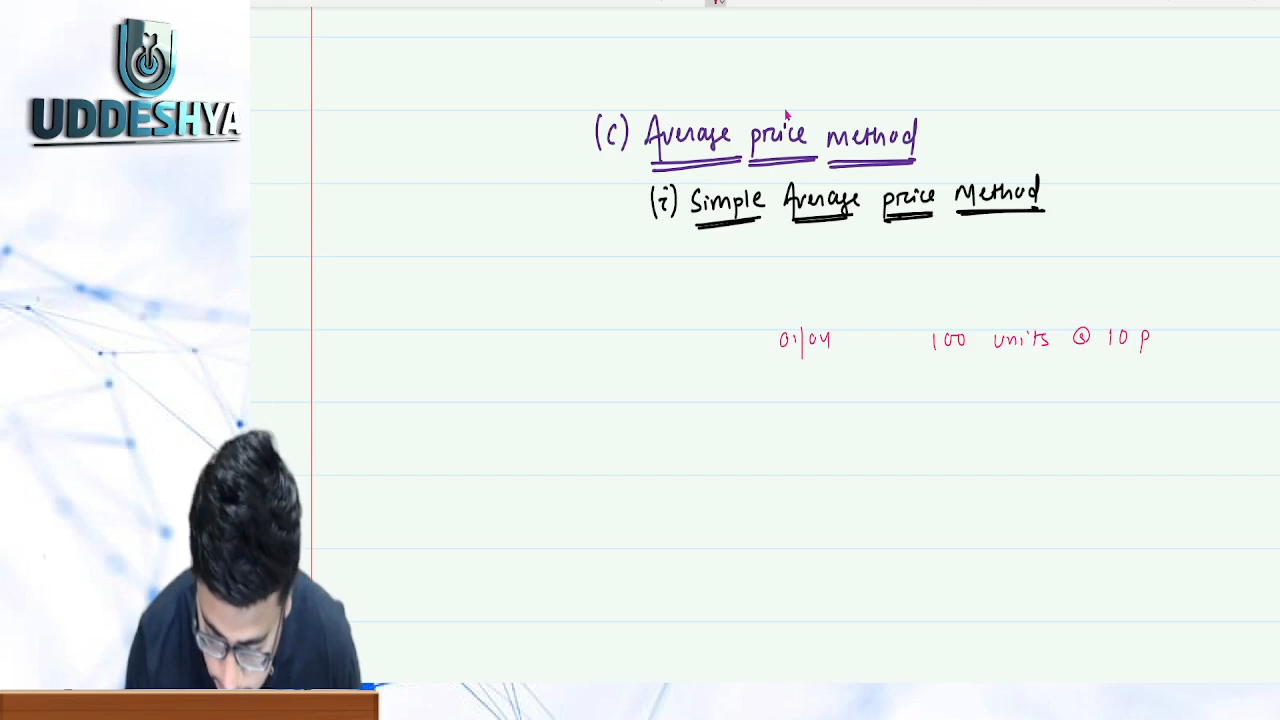 UDDESHYA
(C) Average price method
(i) Simple Average price Method
01/04 100 units @ 10 p